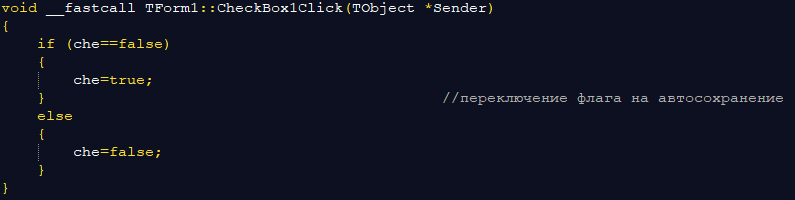 void __fastcall TForm1::CheckBox1Click(TObject *Sender)
{
    if (che==false)
    {
        che=true;
    }                                            //переключение флага на автосохранение
    else
    {
        che=false;
    }
}